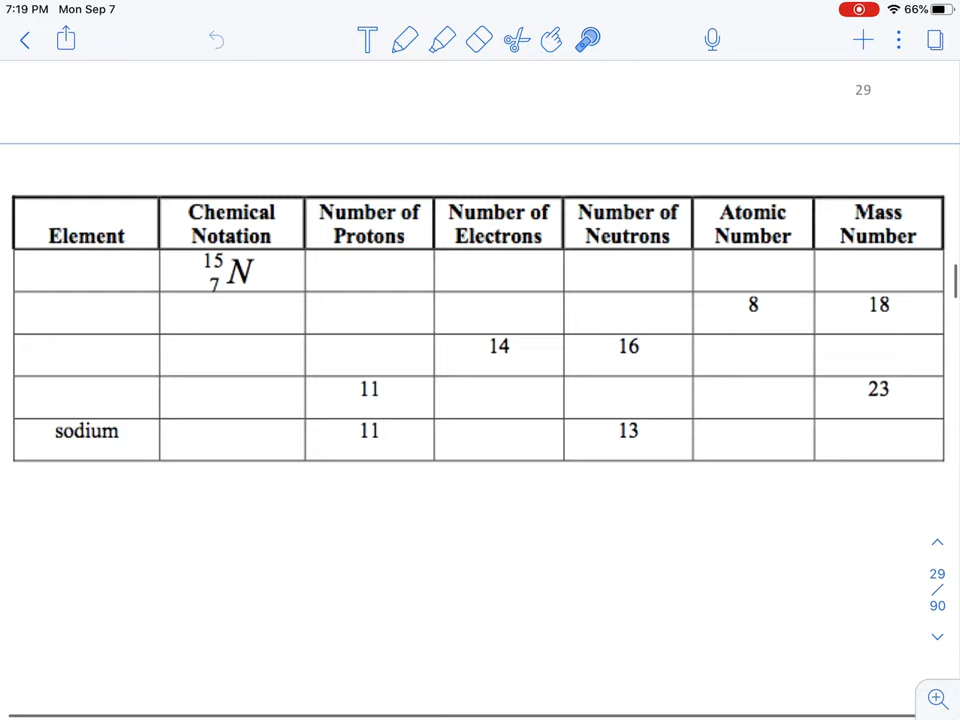 7:19 PM Mon Sep 7
66%
T
29
Element
Chemical Notation
Number of Protons
Number of Electrons
Number of Neutrons
Atomic Number
Mass Number
15
7 N
8 18
14 16
11 23
sodium 11 13
29
/
90